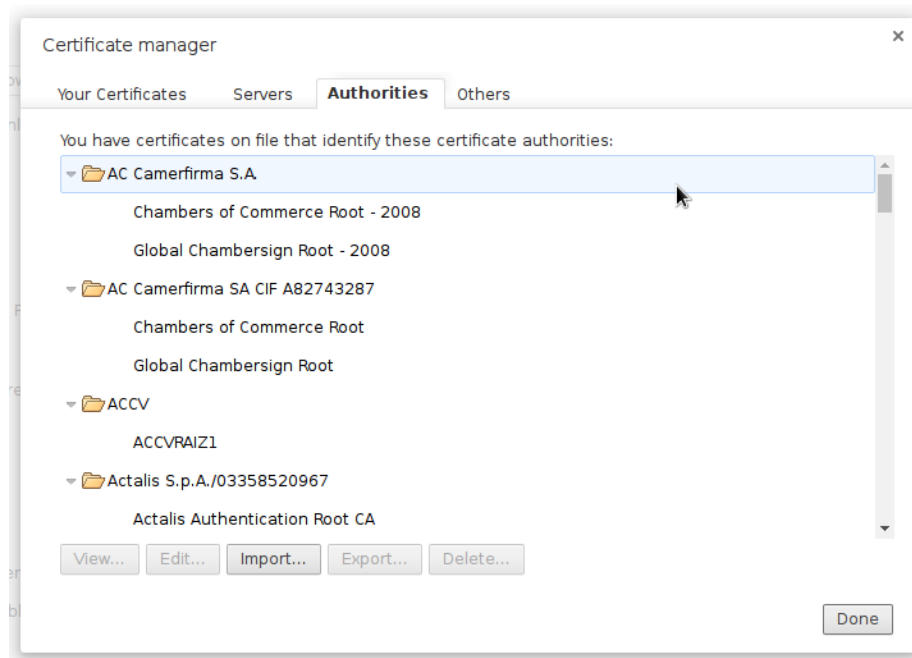 Certificate manager
×
Your Certificates Servers Authorities Others
You have certificates on file that identify these certificate authorities:
AC Camerfirma S.A.
Chambers of Commerce Root - 2008
Global Chambersign Root - 2008
AC Camerfirma SA CIF A82743287
Chambers of Commerce Root
Global Chambersign Root
ACCV
ACCVRAIZ1
Actalis S.p.A./03358520967
Actalis Authentication Root CA
View... Edit... Import... Export... Delete...
Done